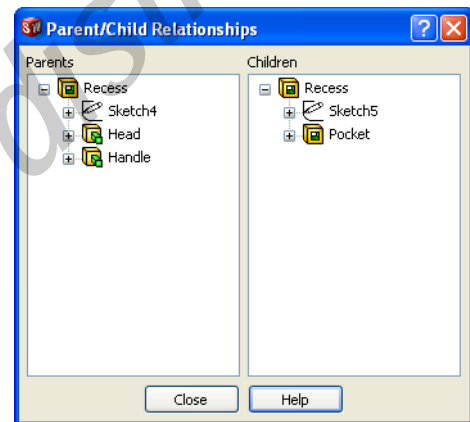 Parent/Child Relationships
Parents
Children
Recess
Sketch4
Head
Handle
Recess
Sketch5
Pocket
Close
Help